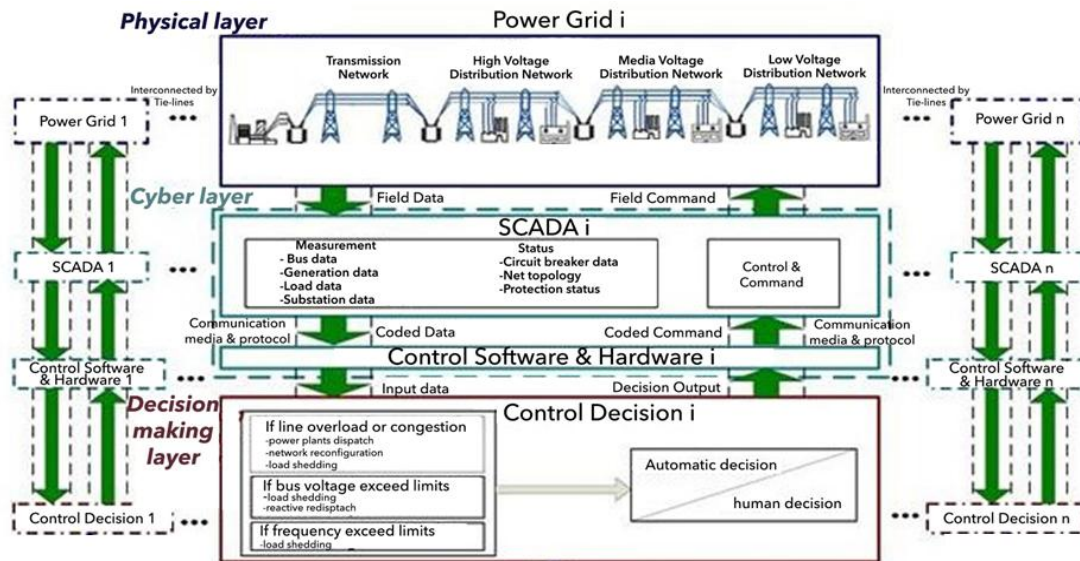 Physical layer
Power Grid i
Transmission
Network
High Voltage
Distribution Network
Media Voltage
Distribution Network
Low Voltage
Distribution Network
Interconnected by
Tie-lines
Interconnected by
Tie-lines
Power Grid 1
...
...
Power Grid n
Cyber layer
Field Data
Field Command
SCADA i
Measurement
- Bus data
-Generation data
-Load data
-Substation data
Status
-Circuit breaker data
-Net topology
-Protection status
Control &
Command
SCADA 1
...
...
SCADA n
Communication
media & protocol
Coded Data
Coded Command
Communication
media & protocol
Control Software & Hardware i
Control Software
& Hardware 1
...
...
Control Software
& Hardware n
Input data
Decision Output
Decision
making
layer
Control Decision i
If line overload or congestion
-power plants dispatch
-network reconfiguration
-load shedding
If bus voltage exceed limits
-load shedding
-reactive redisptach
If frequency exceed limits
-load shedding
Automatic decision
human decision
Control Decision 1
...
...
Control Decision n